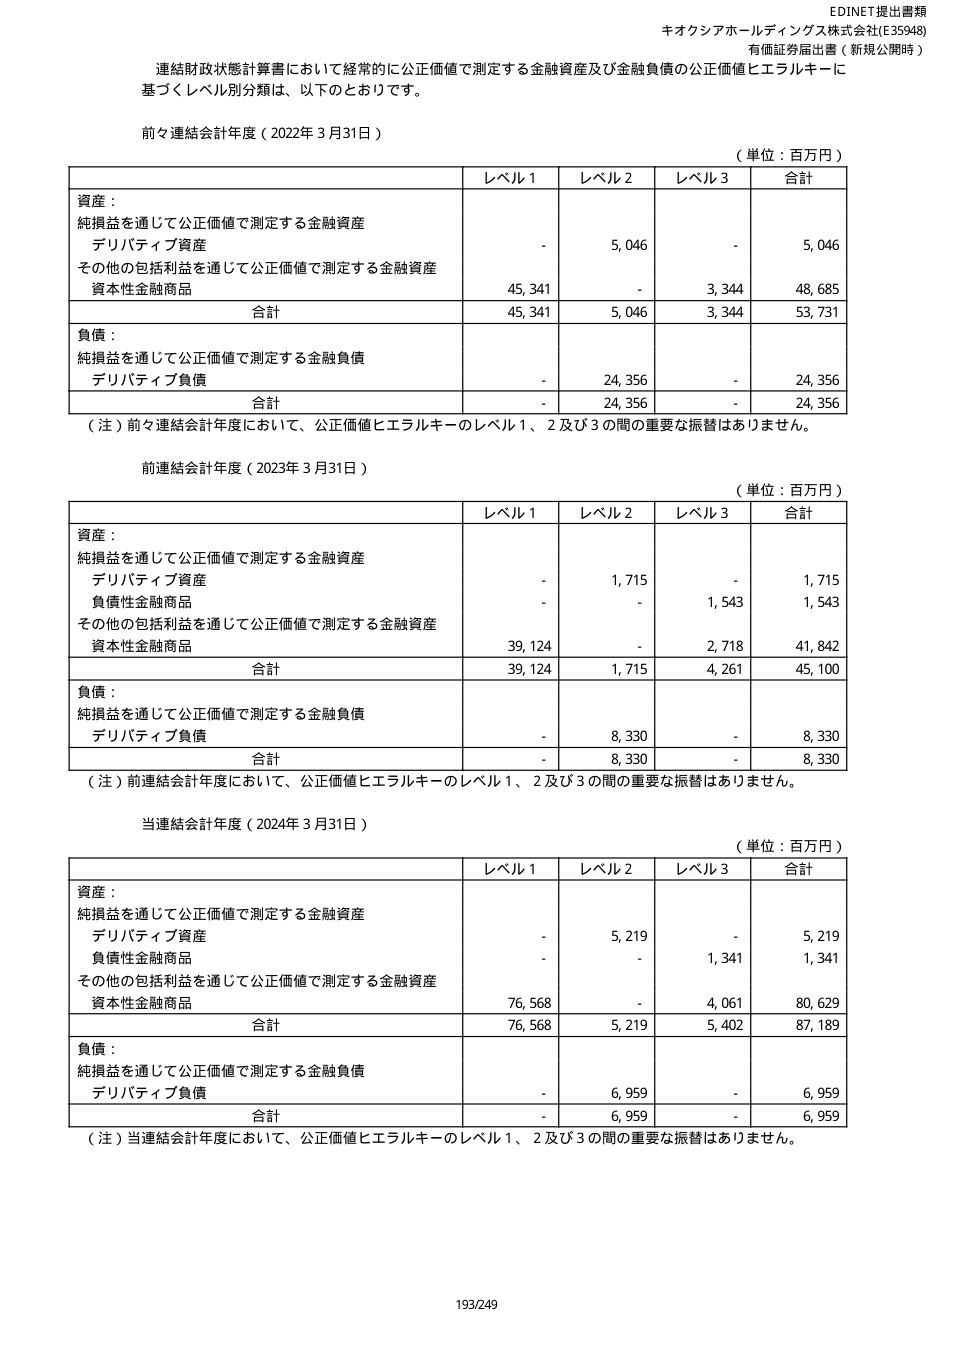 EDINET提出書類
キオクシアホールディングス株式会社(E35948)
有価証券届出書（新規公開時）
連結財政状態計算書において経常的に公正価値で測定する金融資産及び金融負債の公正価値ヒエラルキーに
基づくレベル別分類は、以下のとおりです。
前々連結会計年度（2022年３月31日）
（単位：百万円）
レベル１ レベル２ レベル３ 合計
資産：
純損益を通じて公正価値で測定する金融資産
デリバティブ資産 - 5,046 - 5,046
その他の包括利益を通じて公正価値で測定する金融資産
資本性金融商品 45,341 - 3,344 48,685
合計 45,341 5,046 3,344 53,731
負債：
純損益を通じて公正価値で測定する金融負債
デリバティブ負債 - 24,356 - 24,356
合計 - 24,356 - 24,356
（注）前々連結会計年度において、公正価値ヒエラルキーのレベル１、２及び３の間の重要な振替はありません。
前連結会計年度（2023年３月31日）
（単位：百万円）
レベル１ レベル２ レベル３ 合計
資産：
純損益を通じて公正価値で測定する金融資産
デリバティブ資産 - 1,715 - 1,715
負債性金融商品 - - 1,543 1,543
その他の包括利益を通じて公正価値で測定する金融資産
資本性金融商品 39,124 - 2,718 41,842
合計 39,124 1,715 4,261 45,100
負債：
純損益を通じて公正価値で測定する金融負債
デリバティブ負債 - 8,330 - 8,330
合計 - 8,330 - 8,330
（注）前連結会計年度において、公正価値ヒエラルキーのレベル１、２及び３の間の重要な振替はありません。
当連結会計年度（2024年３月31日）
（単位：百万円）
レベル１ レベル２ レベル３ 合計
資産：
純損益を通じて公正価値で測定する金融資産
デリバティブ資産 - 5,219 - 5,219
負債性金融商品 - - 1,341 1,341
その他の包括利益を通じて公正価値で測定する金融資産
資本性金融商品 76,568 - 4,061 80,629
合計 76,568 5,219 5,402 87,189
負債：
純損益を通じて公正価値で測定する金融負債
デリバティブ負債 - 6,959 - 6,959
合計 - 6,959 - 6,959
（注）当連結会計年度において、公正価値ヒエラルキーのレベル１、２及び３の間の重要な振替はありません。
193/249